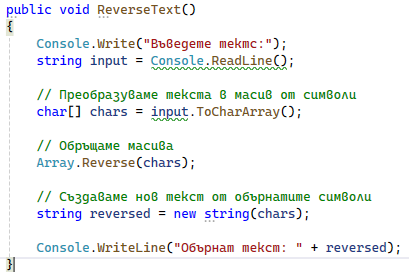 public void ReverseText()
{
Console.Write("Въведете текст:");
string input = Console.ReadLine();
// Преобразуваме текста в масив от символи
char[] chars = input.ToCharArray();
// Обръщаме масива
Array.Reverse(chars);
// Създаваме нов текст от обърнатите символи
string reversed = new string(chars);
Console.WriteLine("Обърнат текст: " + reversed);
}